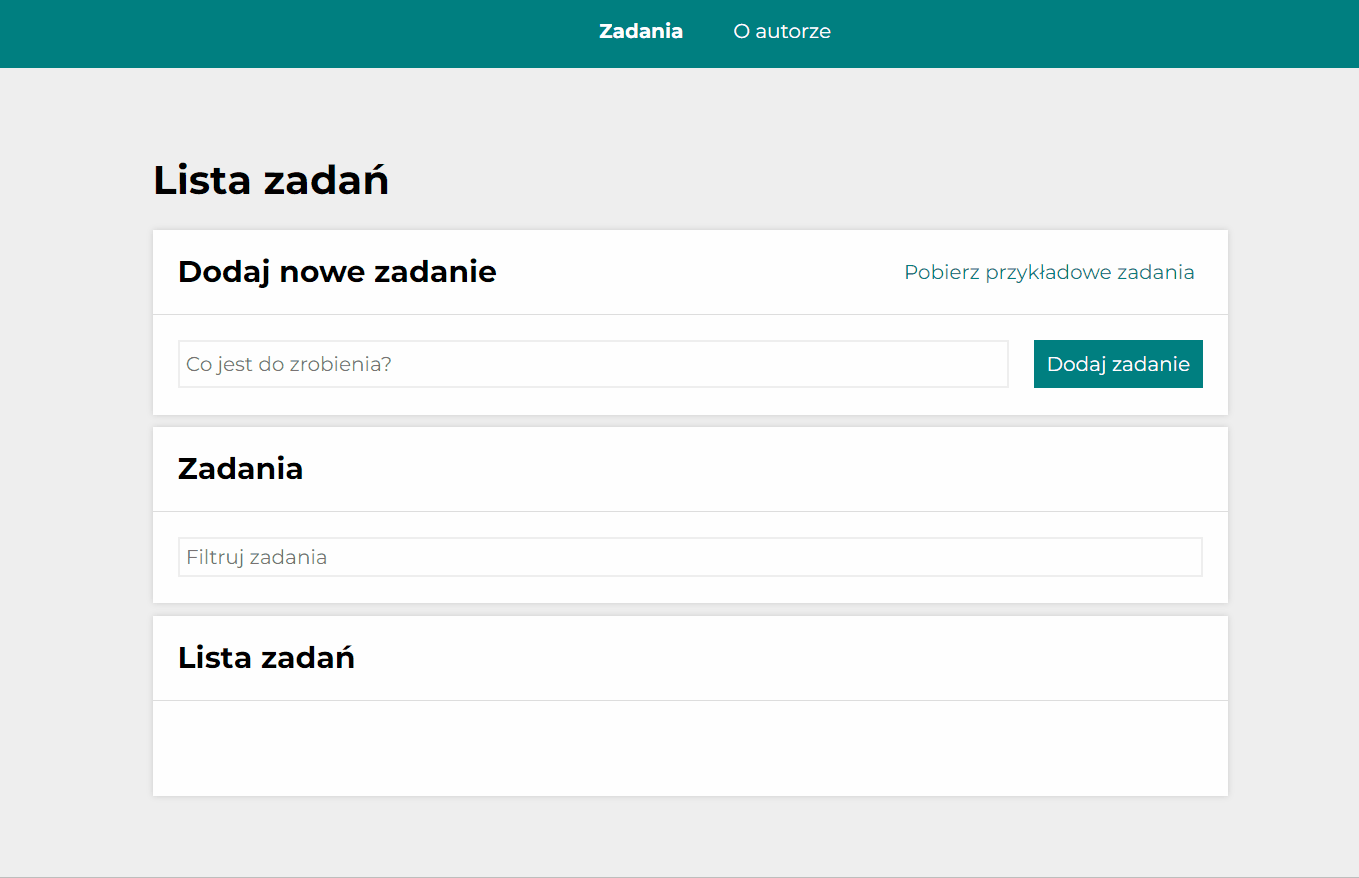 Zadania O autorze
Lista zadań
Dodaj nowe zadanie Pobierz przykładowe zadania
Co jest do zrobienia? Dodaj zadanie
Zadania
Filtruj zadania
Lista zadań